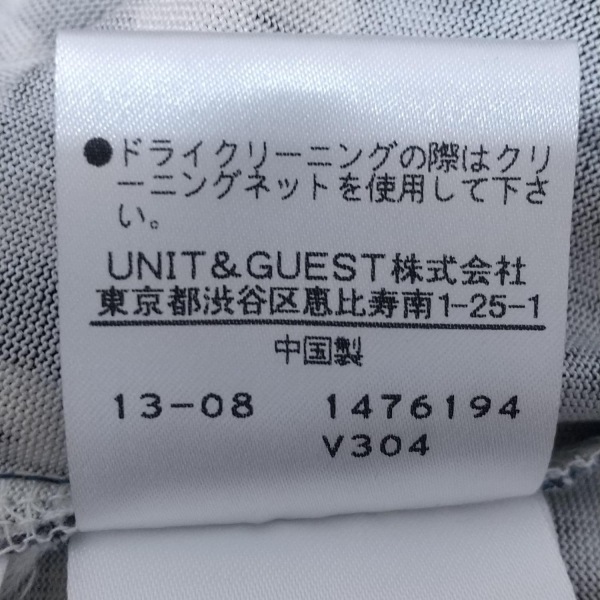 ●ドライクリーニングの際はクリ
ーニングネットを使用して下さ
い。
UNIT&GUEST株式会社
東京都渋谷区恵比寿南1-25-1
中国製
13-08 1476194
V304